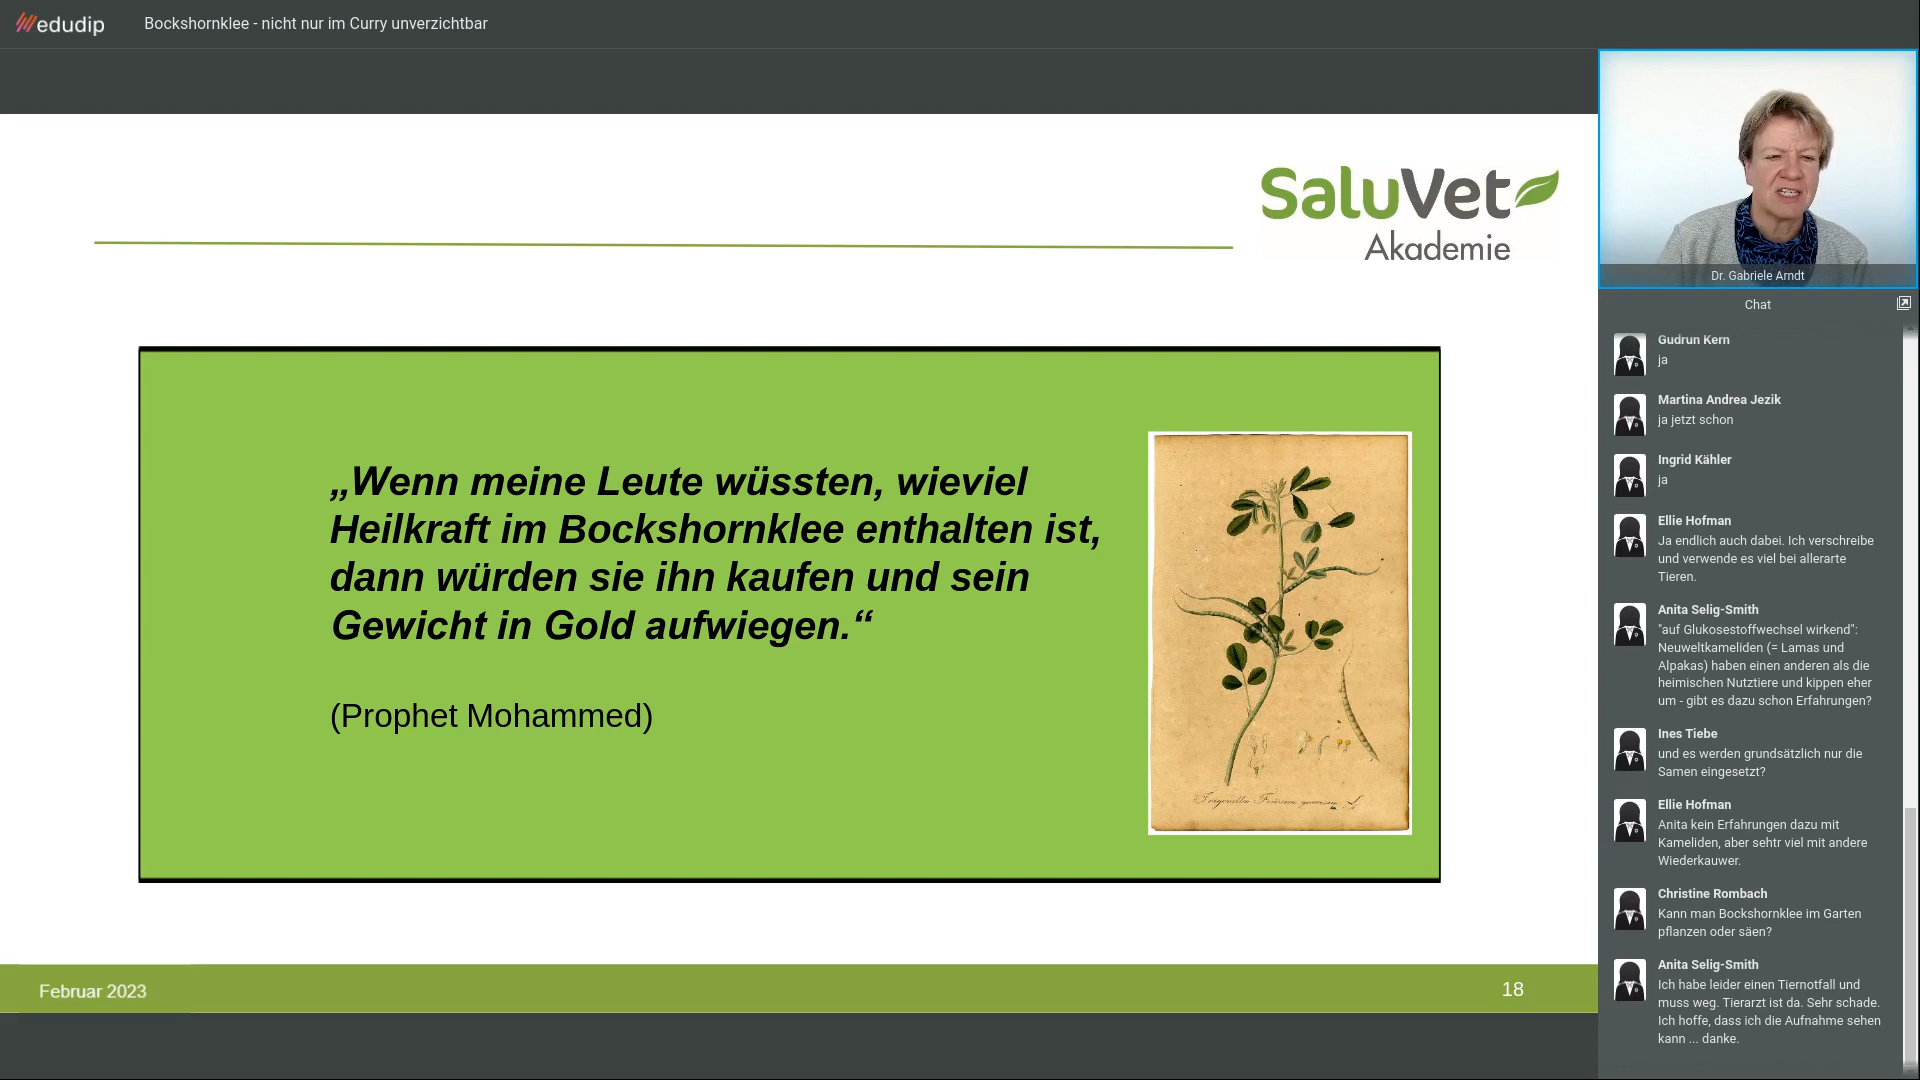 edudip
Bockshornklee - nicht nur im Curry unverzichtbar
SaluVet
Akademie
„Wenn meine Leute wüssten, wieviel
Heilkraft im Bockshornklee enthalten ist,
dann würden sie ihn kaufen und sein
Gewicht in Gold aufwiegen.“
(Prophet Mohammed)
Februar 2023
18
Dr. Gabriele Arndt
Chat
Gudrun Kern
ja
Martina Andrea Jezik
ja jetzt schon
Ingrid Kähler
ja
Ellie Hofman
Ja endlich auch dabei. Ich verschreibe
und verwende es viel bei allerarte
Tieren.
Anita Selig-Smith
"auf Glukosestoffwechsel wirkend":
Neuweltkameliden (= Lamas und
Alpakas) haben einen anderen als die
heimischen Nutztiere und kippen eher
um - gibt es dazu schon Erfahrungen?
Ines Tiebe
und es werden grundsätzlich nur die
Samen eingesetzt?
Ellie Hofman
Anita kein Erfahrungen dazu mit
Kameliden, aber sehtr viel mit andere
Wiederkauwer.
Christine Rombach
Kann man Bockshornklee im Garten
pflanzen oder säen?
Anita Selig-Smith
Ich habe leider einen Tiernotfall und
muss weg. Tierarzt ist da. Sehr schade.
Ich hoffe, dass ich die Aufnahme sehen
kann ... danke.